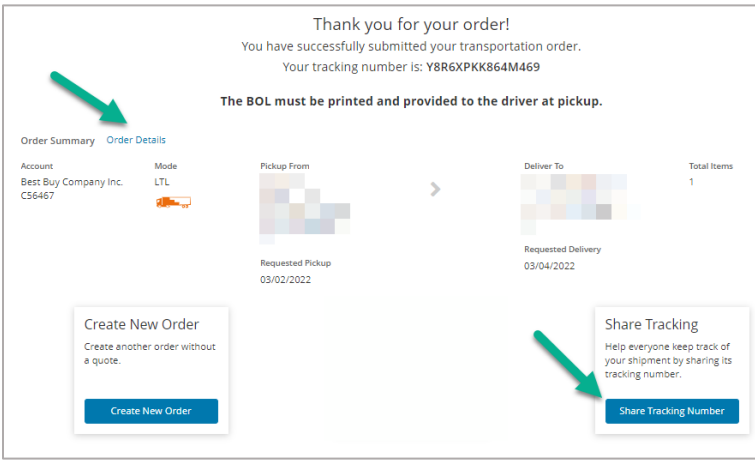 Thank you for your order!
You have successfully submitted your transportation order.
Your tracking number is: Y8R6XPKK864M469
The BOL must be printed and provided to the driver at pickup.
Order Summary Order Details
Account
Best Buy Company Inc.
C56467
Mode
LTL
Pickup From
Requested Pickup
03/02/2022
Deliver To
Requested Delivery
03/04/2022
Total Items
1
Create New Order
Create another order without
a quote.
Create New Order
Share Tracking
Help everyone keep track of
your shipment by sharing its
tracking number.
Share Tracking Number